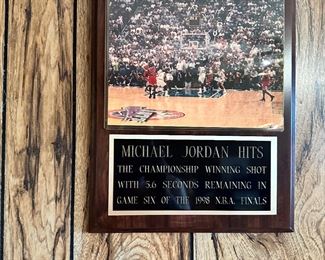 MICHAEL JORDAN HITS
THE CHAMPIONSHIP WINNING SHOT
WITH 5.6 SECONDS REMAINING IN
GAME SIX OF THE 1998 N.B.A. FINALS